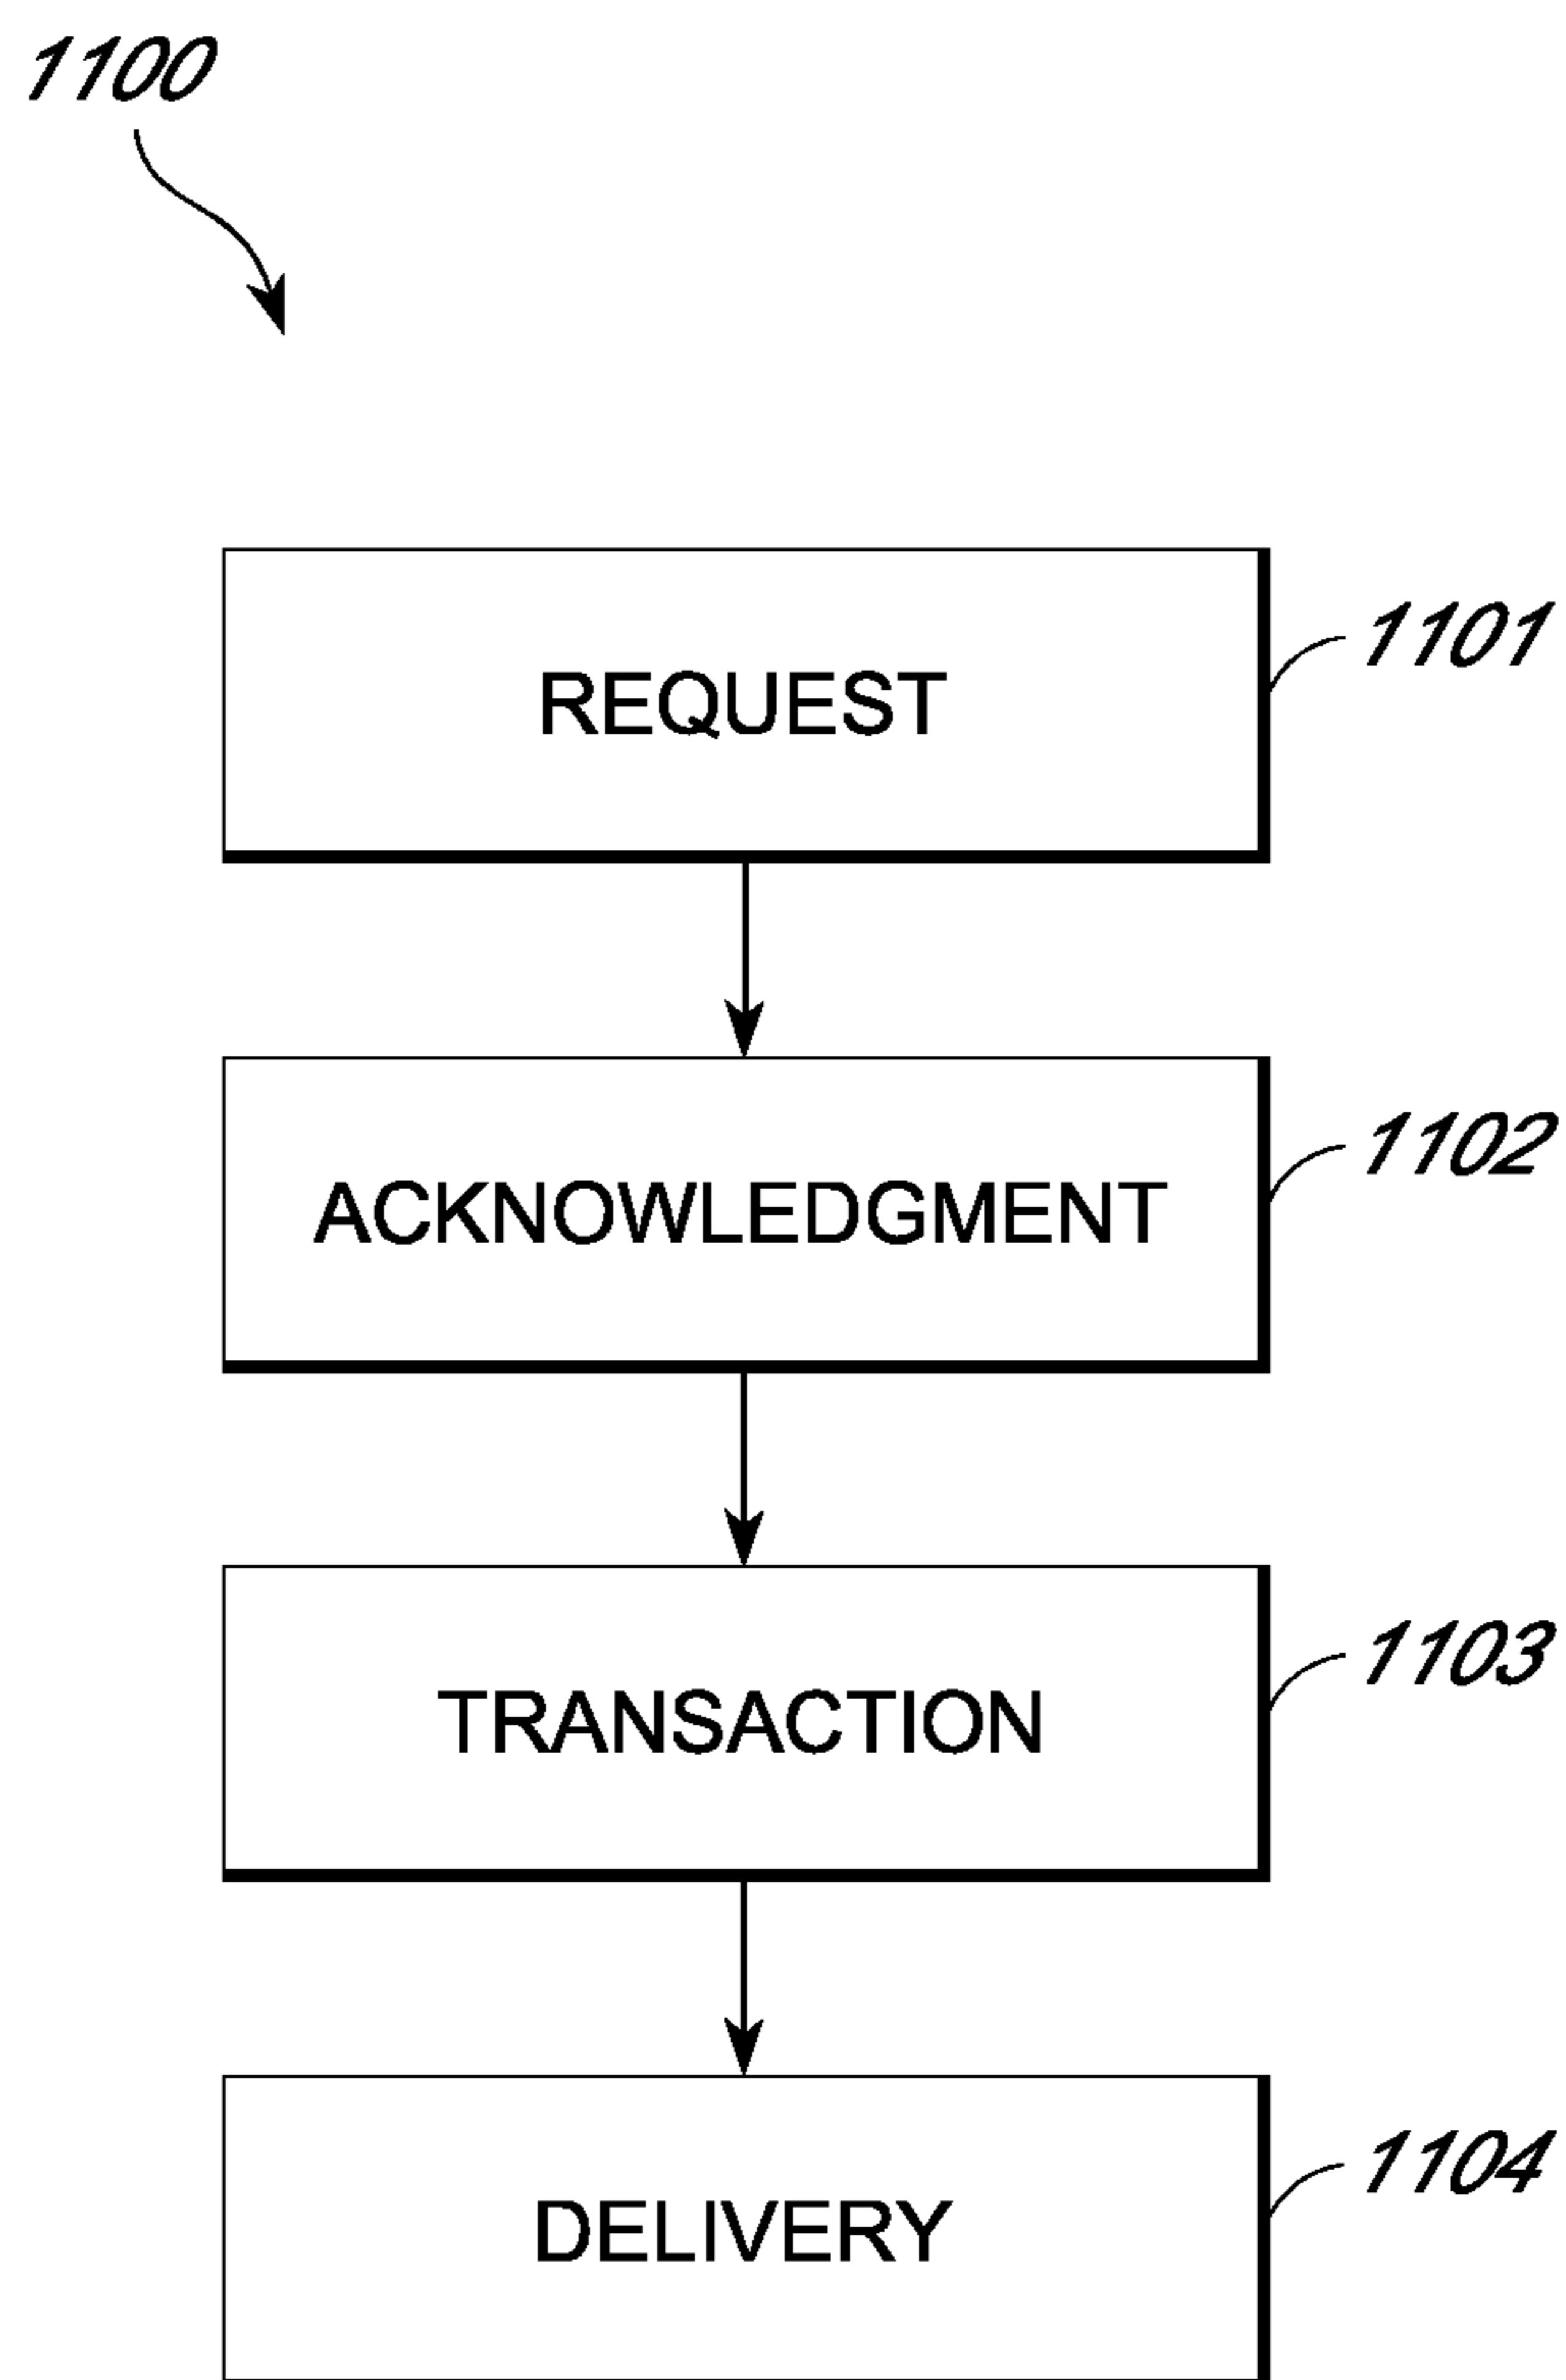 1100
REQUEST
1101
ACKNOWLEDGMENT
1102
TRANSACTION
1103
DELIVERY
1104